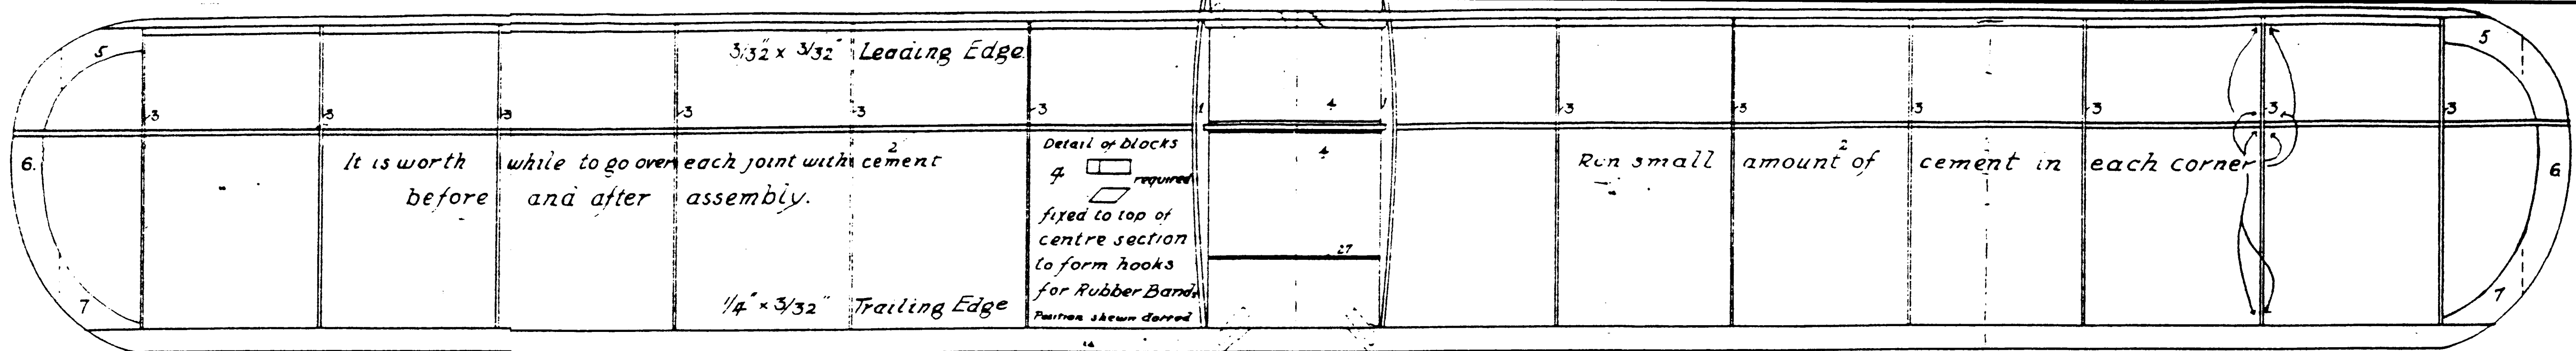 5
3/32" x 3/32" Leading Edge
5
3 3 3 3 3 3 1 4 1 3 3 3 3 3 3
6.
It is worth while to go over each joint with cement
2
before and after assembly.
Detail of blocks
4 required
fixed to top of
centre section
to form hooks
for Rubber Bands
Position shewn dotted
4
27
Run small amount of cement in each corner
2
6
7
1/4" x 3/32" Trailing Edge
7